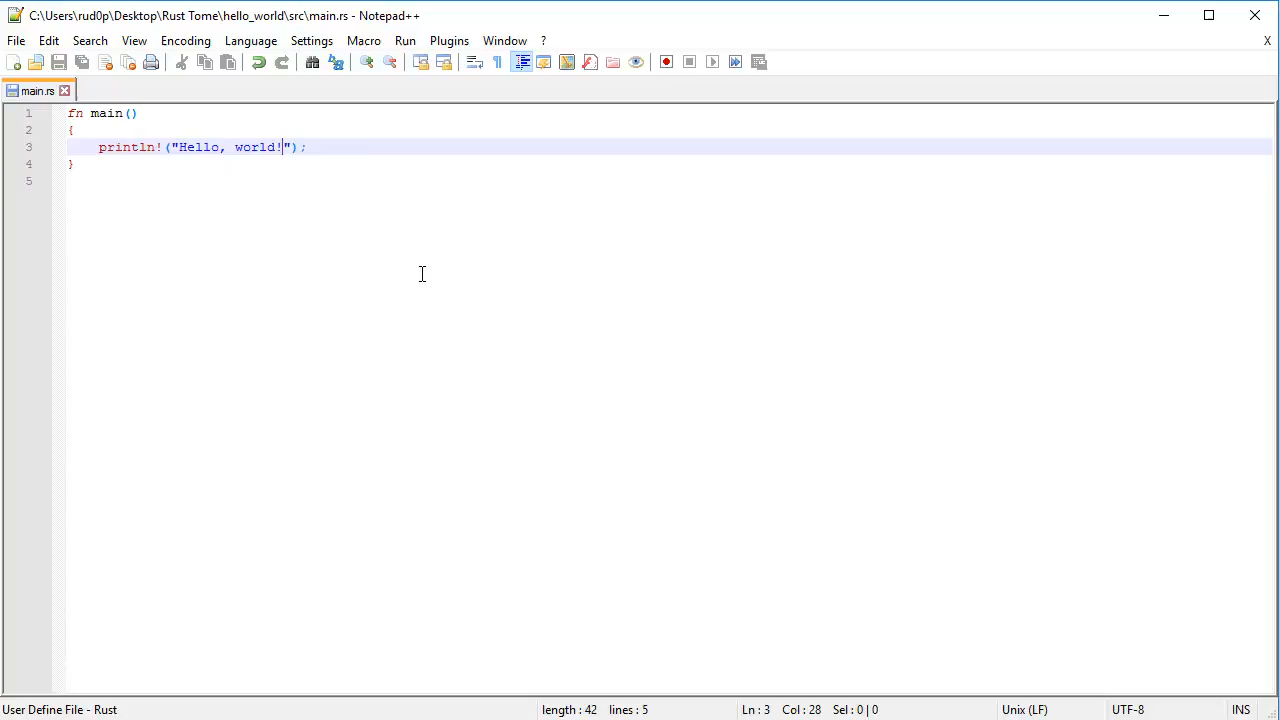 C:\Users\rud0p\Desktop\Rust Tome\hello_world\src\main.rs - Notepad++
File Edit Search View Encoding Language Settings Macro Run Plugins Window ? X
main.rs
1 fn main()
2 {
3 println!("Hello, world!");
4 }
5
User Define File - Rust length : 42 lines : 5 Ln : 3 Col : 28 Sel : 0 | 0 Unix (LF) UTF-8 INS